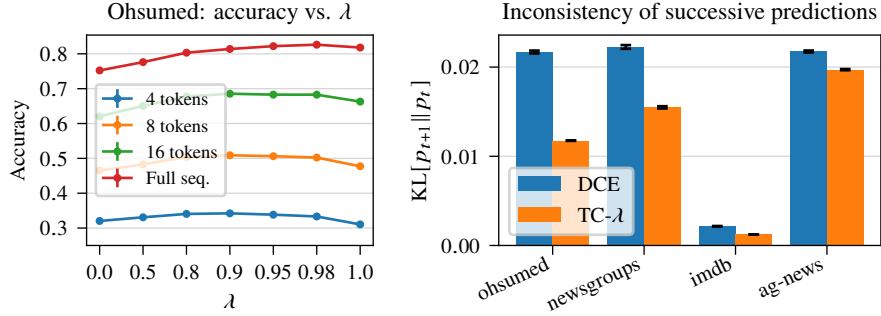 Ohsumed: accuracy vs. λ
Accuracy
0.8
0.7
0.6
0.5
0.4
0.3
4 tokens
8 tokens
16 tokens
Full seq.
0.0 0.5 0.8 0.9 0.95 0.98 1.0
λ
Inconsistency of successive predictions
KL[p_{t+1}||p_t]
0.02
0.01
0.00
DCE
TC-λ
ohsumed newsgroups imdb ag-news